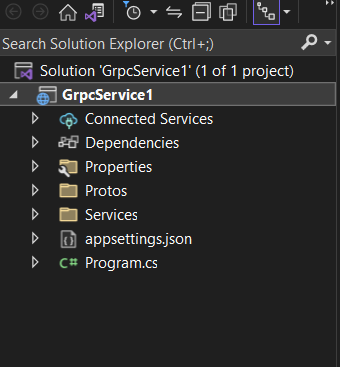 Search Solution Explorer (Ctrl+;)
Solution 'GrpcService1' (1 of 1 project)
GrpcService1
Connected Services
Dependencies
Properties
Protos
Services
appsettings.json
C# Program.cs